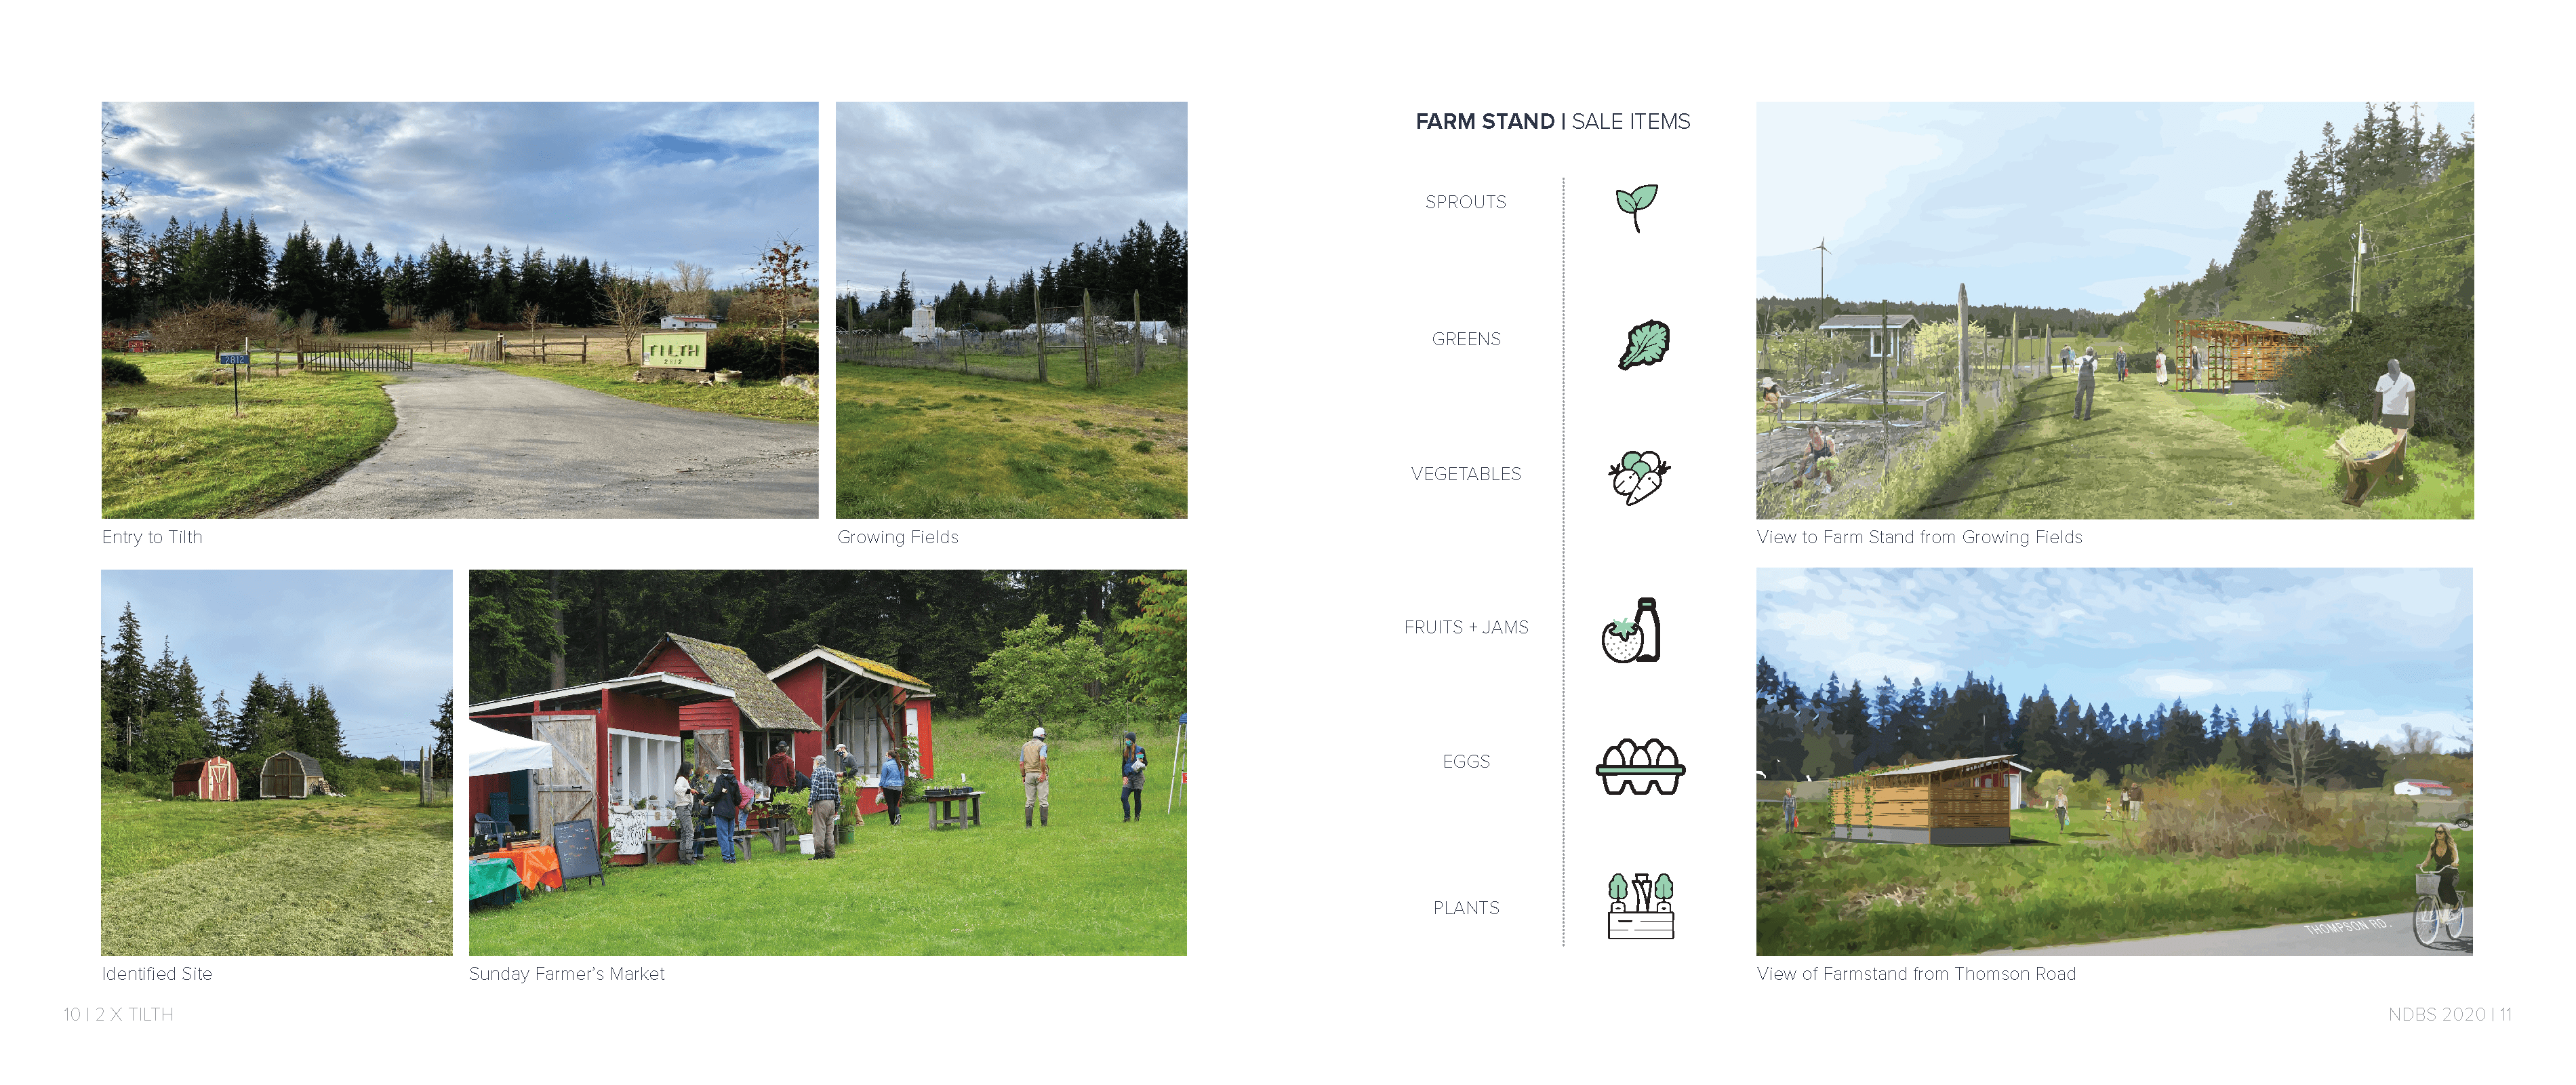 2812
TILTH
2812
Entry to Tilth
Growing Fields
Identified Site
Sunday Farmer's Market
10 | 2 X TILTH
FARM STAND | SALE ITEMS
SPROUTS
GREENS
VEGETABLES
FRUITS + JAMS
EGGS
PLANTS
View to Farm Stand from Growing Fields
THOMPSON RD.
View of Farmstand from Thomson Road
NDBS 2020 | 11